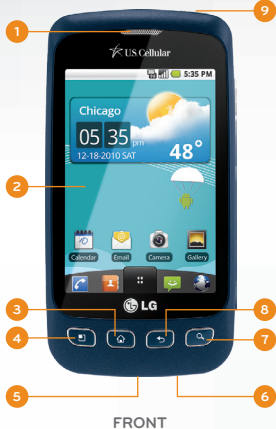 9
1
U.S. Cellular
5:35 PM
Chicago
05 35 pm
12-18-2010 SAT
48°
2
Calendar Email Camera Gallery
LG
3
8
4
7
5
6
FRONT